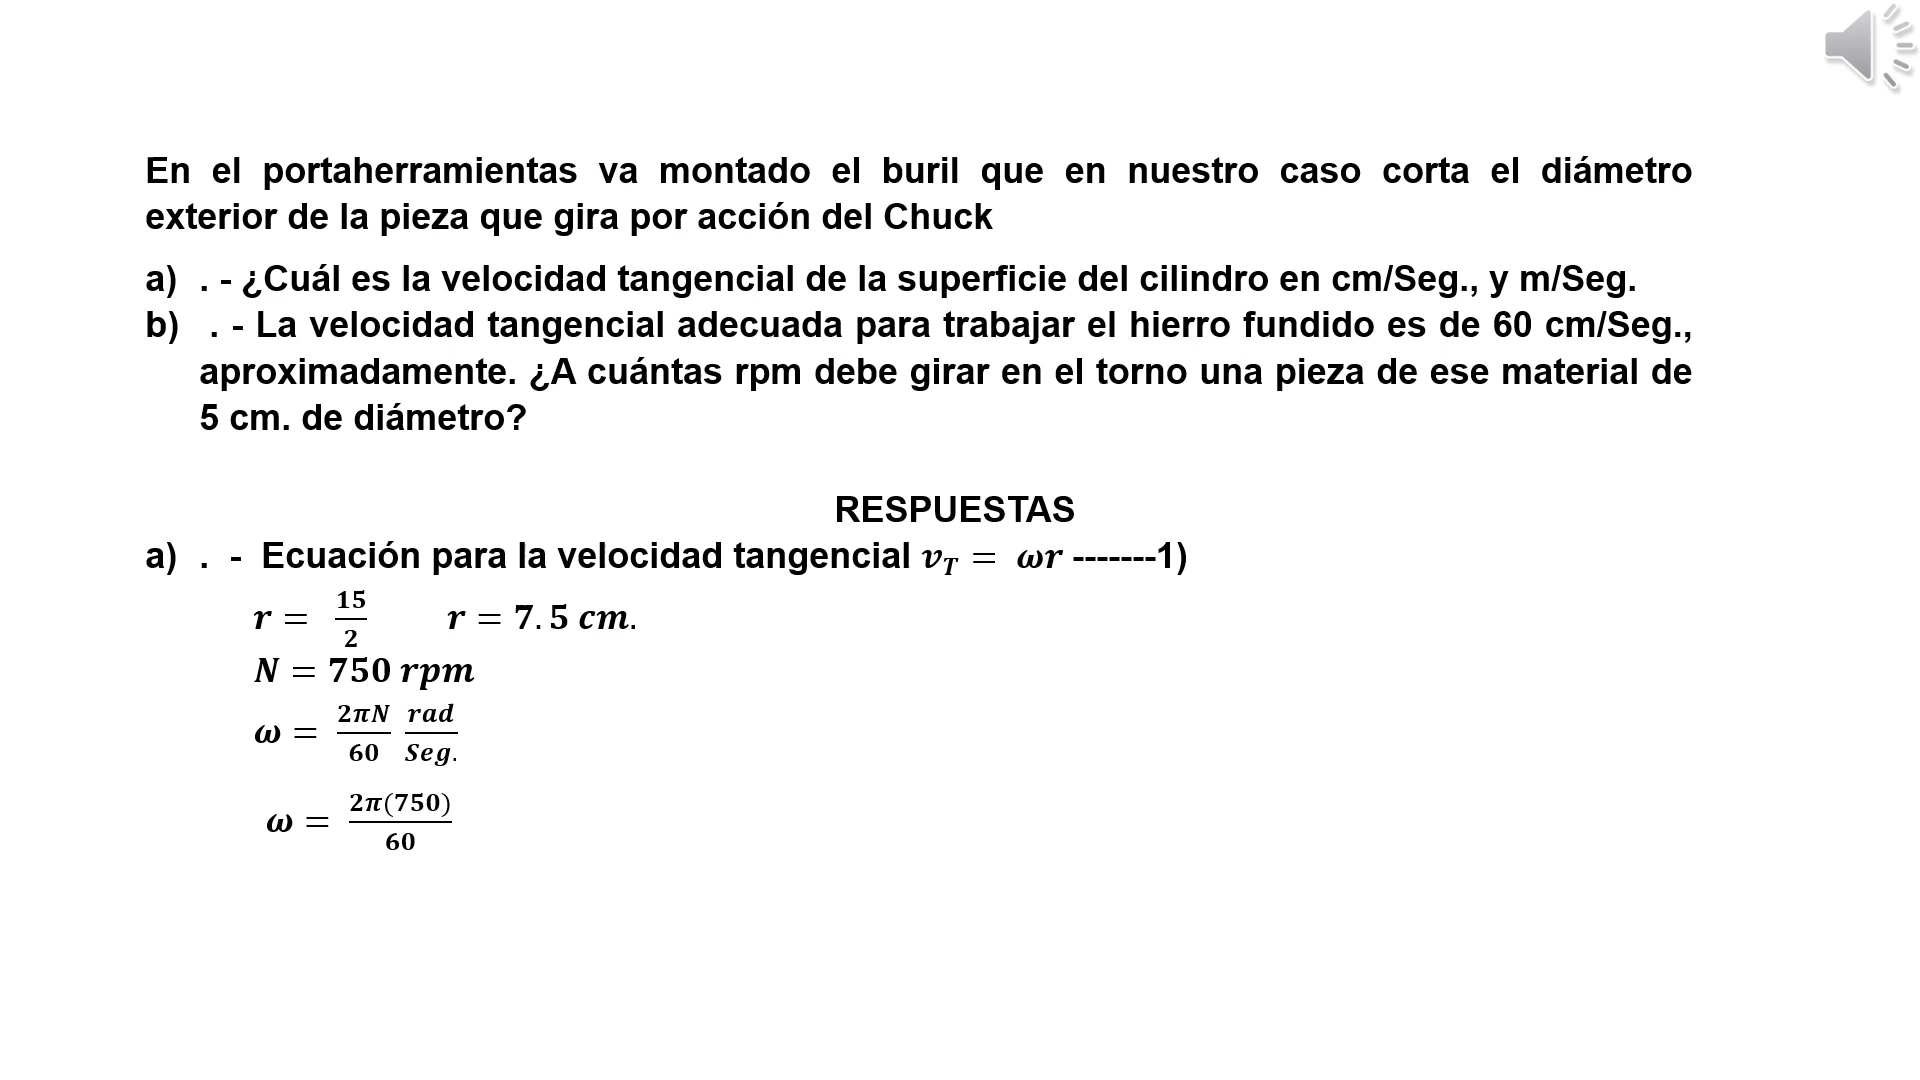 En el portaherramientas va montado el buril que en nuestro caso corta el diámetro
exterior de la pieza que gira por acción del Chuck
a) . - ¿Cuál es la velocidad tangencial de la superficie del cilindro en cm/Seg., y m/Seg.
b) . - La velocidad tangencial adecuada para trabajar el hierro fundido es de 60 cm/Seg.,
aproximadamente. ¿A cuántas rpm debe girar en el torno una pieza de ese material de
5 cm. de diámetro?
RESPUESTAS
a) . - Ecuación para la velocidad tangencial v_T = ωr -------1)
r = 15/2 r = 7.5 cm.
N = 750 rpm
ω = 2πN/60 rad/Seg.
ω = 2π(750)/60